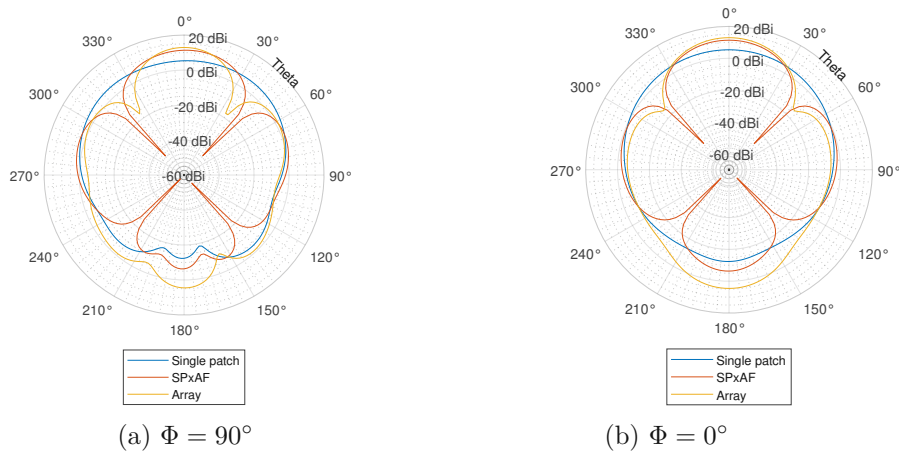 0°
330°
30°
20 dBi
Theta
300°
0 dBi
60°
-20 dBi
-40 dBi
270°
-60 dBi
90°
240°
120°
210°
150°
180°
Single patch
SPxAF
Array
(a) Φ = 90°
0°
330°
30°
20 dBi
Theta
300°
0 dBi
60°
-20 dBi
-40 dBi
-60 dBi
270°
90°
240°
120°
210°
150°
180°
Single patch
SPxAF
Array
(b) Φ = 0°